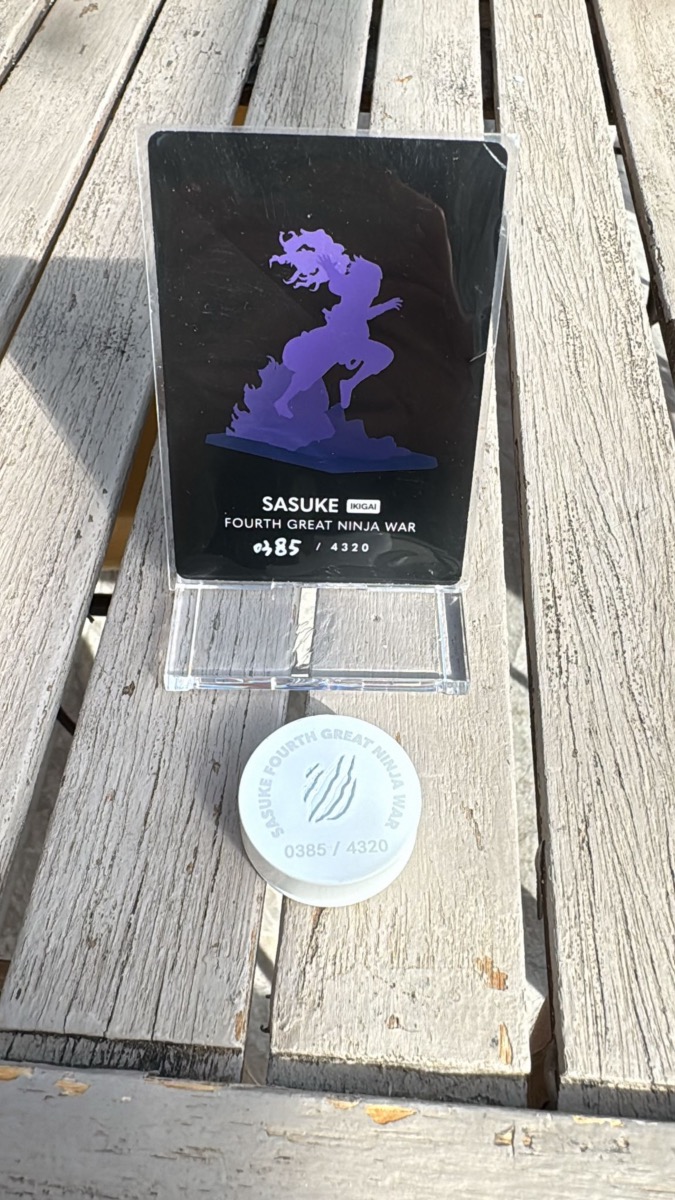 SASUKE IKIGAI
FOURTH GREAT NINJA WAR
0385 / 4320
SASUKE FOURTH GREAT NINJA WAR
0385 / 4320